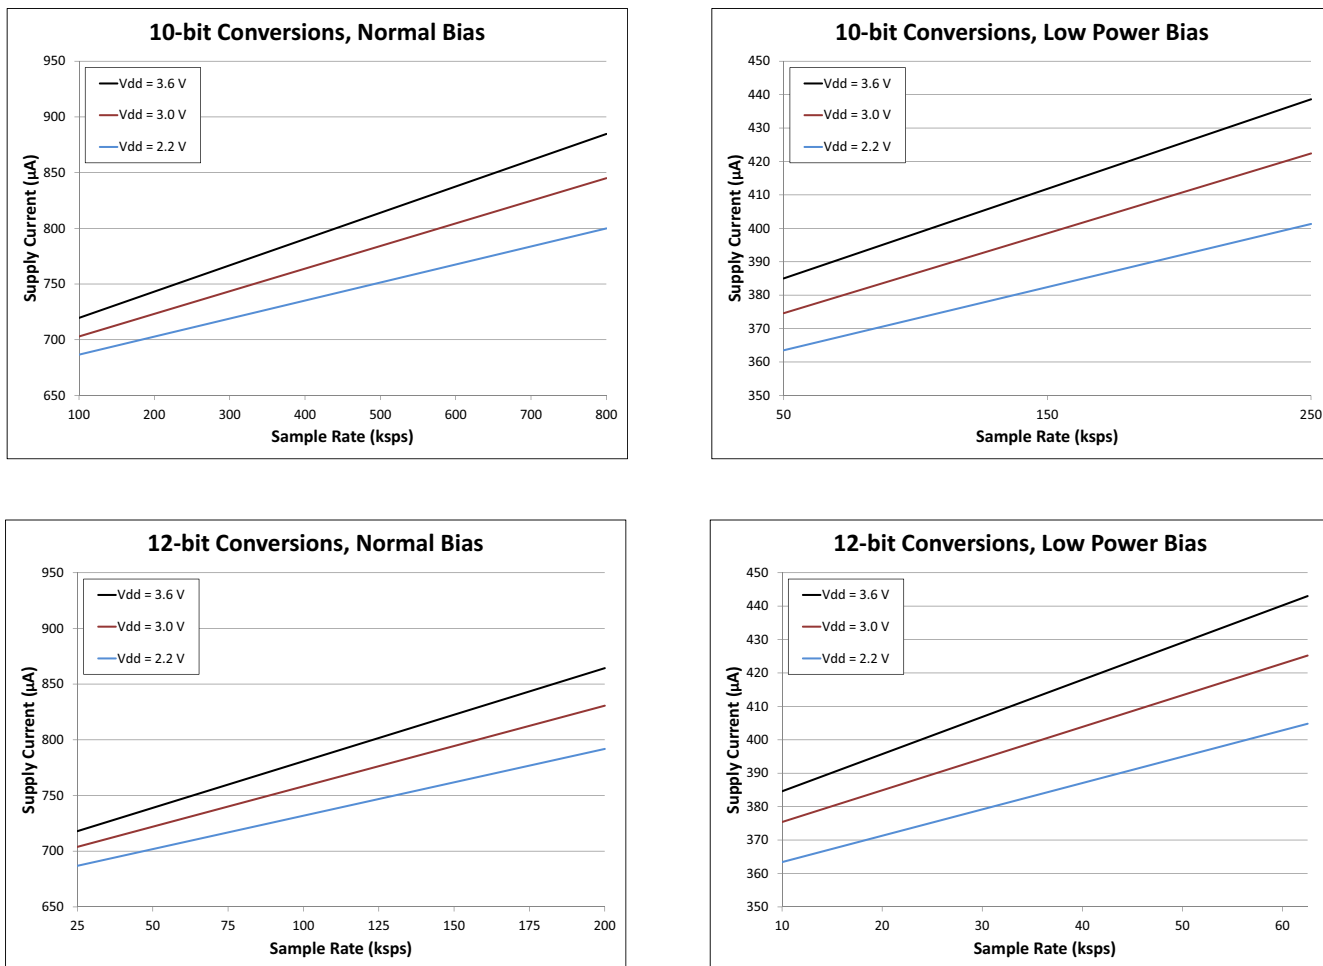 10-bit Conversions, Normal Bias
950
900
850
800
750
700
650
Supply Current (µA)
Vdd = 3.6 V
Vdd = 3.0 V
Vdd = 2.2 V
100 200 300 400 500 600 700 800
Sample Rate (ksps)
10-bit Conversions, Low Power Bias
450
440
430
420
410
400
390
380
370
360
350
Supply Current (µA)
Vdd = 3.6 V
Vdd = 3.0 V
Vdd = 2.2 V
50 150 250
Sample Rate (ksps)
12-bit Conversions, Normal Bias
950
900
850
800
750
700
650
Supply Current (µA)
Vdd = 3.6 V
Vdd = 3.0 V
Vdd = 2.2 V
25 50 75 100 125 150 175 200
Sample Rate (ksps)
12-bit Conversions, Low Power Bias
450
440
430
420
410
400
390
380
370
360
350
Supply Current (µA)
Vdd = 3.6 V
Vdd = 3.0 V
Vdd = 2.2 V
10 20 30 40 50 60
Sample Rate (ksps)